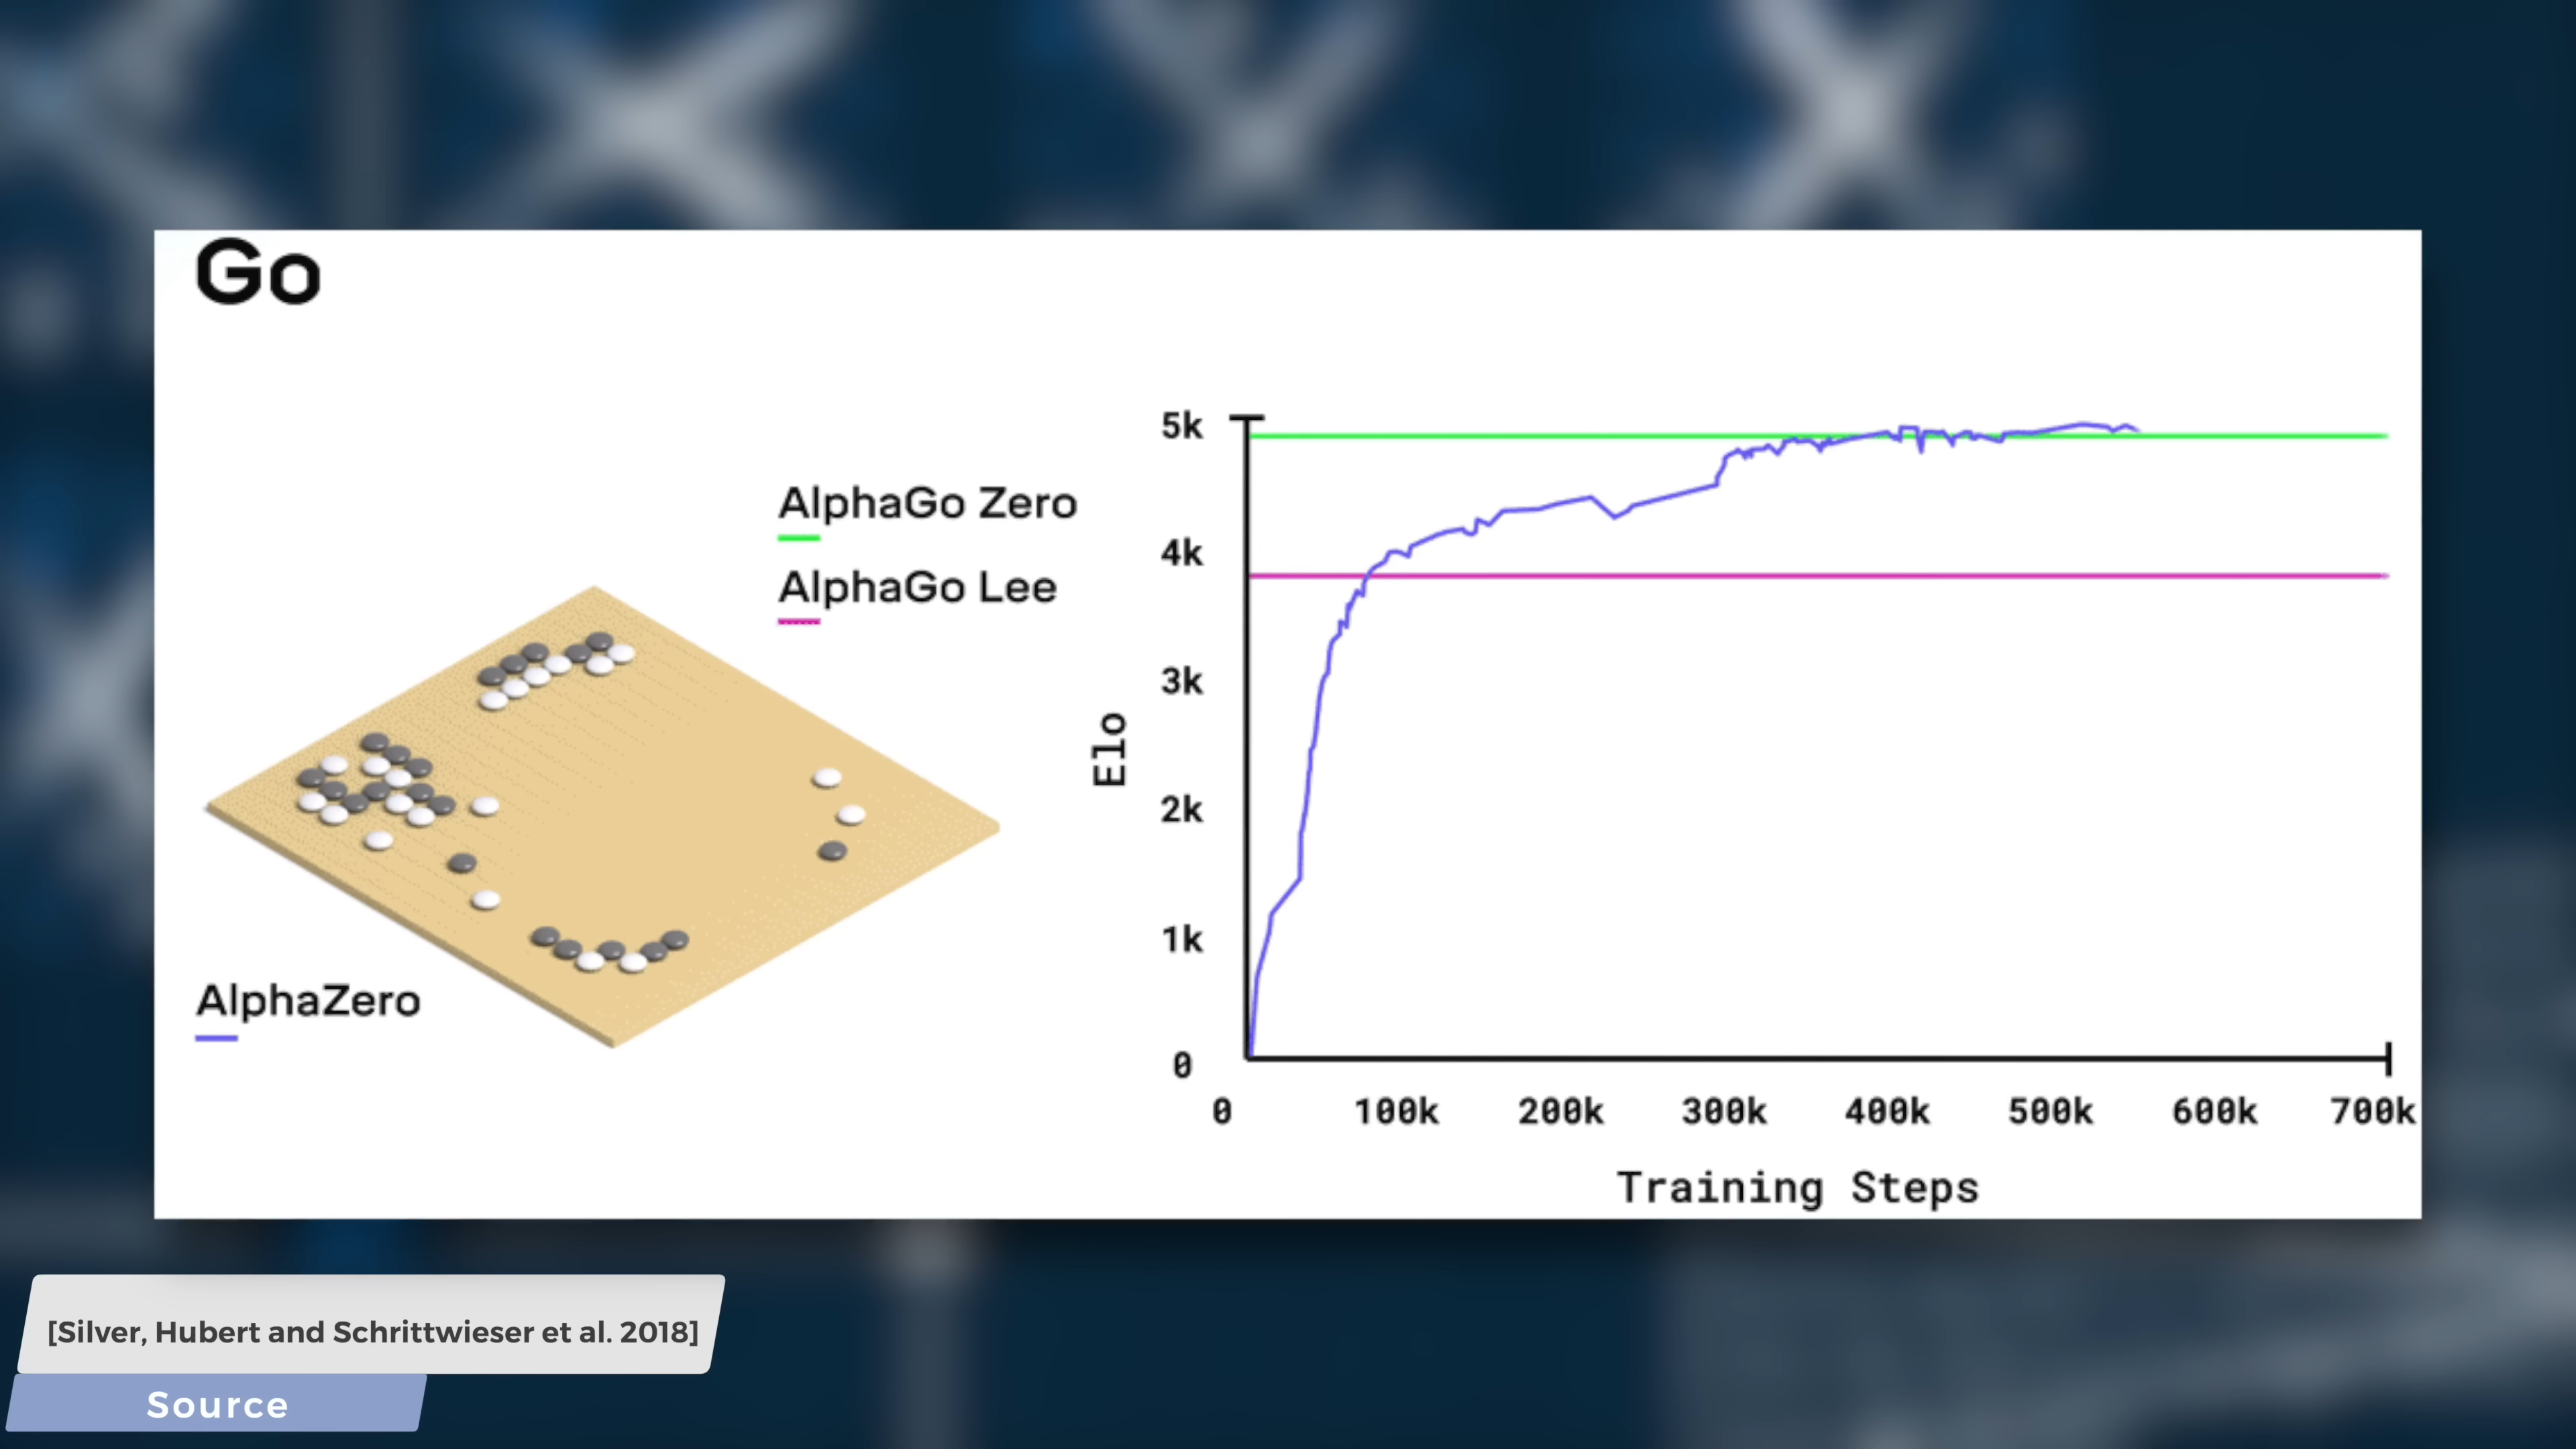 Go
AlphaGo Zero
AlphaGo Lee
AlphaZero
5k
4k
3k
2k
1k
0
Elo
0 100k 200k 300k 400k 500k 600k 700k
Training Steps
[Silver, Hubert and Schrittwieser et al. 2018]
Source